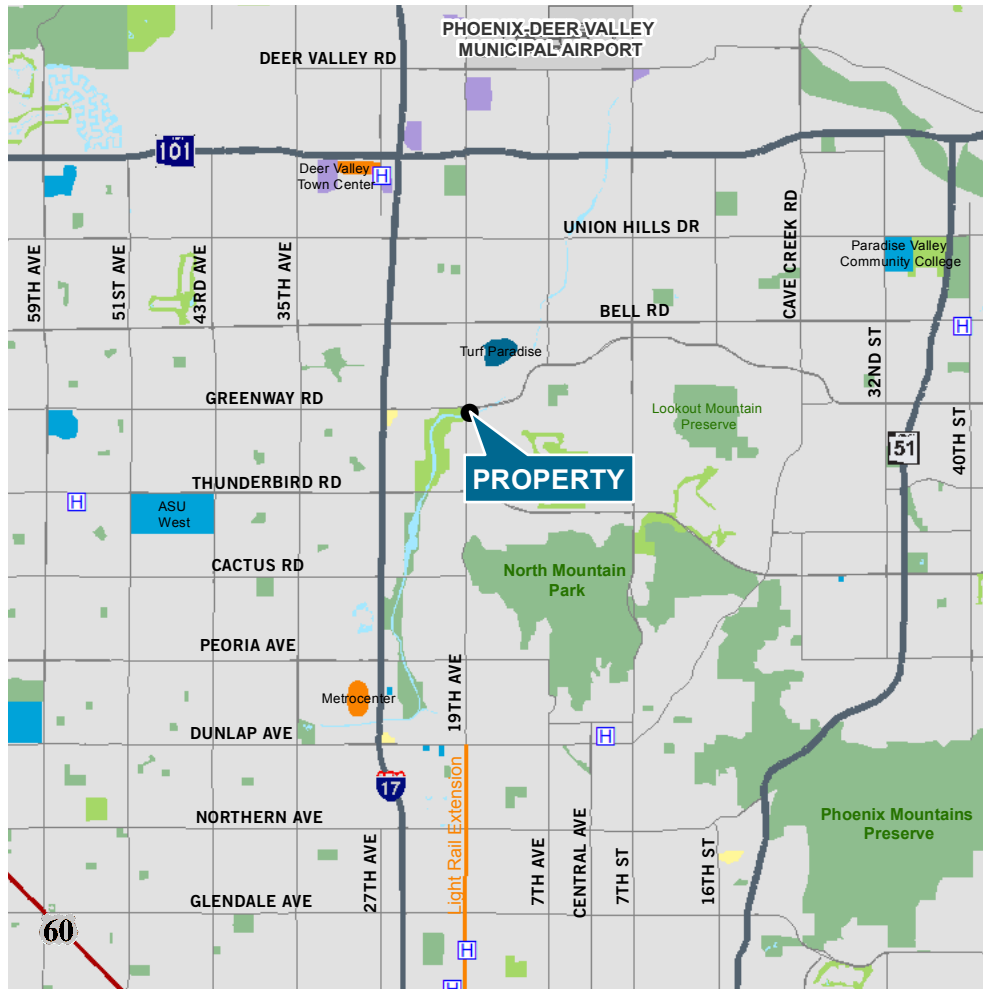 PHOENIX-DEER VALLEY
MUNICIPAL AIRPORT
DEER VALLEY RD
101
Deer Valley
Town Center
H
UNION HILLS DR
Paradise Valley
Community College
59TH AVE
51ST AVE
43RD AVE
35TH AVE
CAVE CREEK RD
BELL RD
H
32ND ST
Turf Paradise
GREENWAY RD
Lookout Mountain
Preserve
40TH ST
51
PROPERTY
THUNDERBIRD RD
H
ASU
West
CACTUS RD
North Mountain
Park
PEORIA AVE
19TH AVE
Metrocenter
DUNLAP AVE
H
17
Light Rail Extension
NORTHERN AVE
Phoenix Mountains
Preserve
27TH AVE
7TH AVE
CENTRAL AVE
7TH ST
16TH ST
GLENDALE AVE
60
H
H